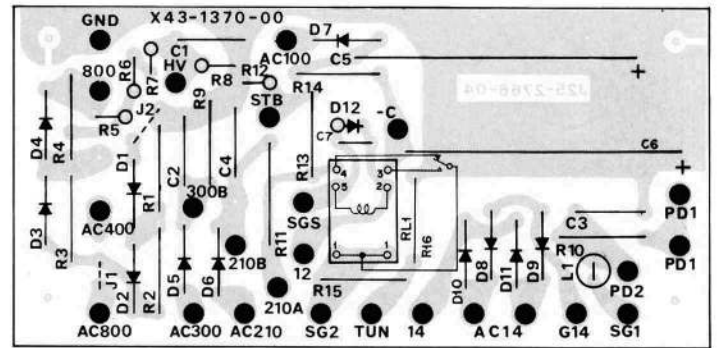 X43-1370-00
GND
C1
AC100
D7
C5
+
800
R6
R7
HV
R8
R12
R14
R9
STB
J25-2768-04
R5
J2
D12
-C
C7
C6
+
D4
R4
D1
R1
C2
300B
C4
R13
4
3
5
2
D3
R3
AC400
SGS
RL1
R16
PD1
C3
R10
PD1
R11
12
1
1
210B
J1
D2
R2
D5
D6
D10
D8
D11
D9
L1
PD2
210A
R15
AC800
AC300
AC210
SG2
TUN
14
AC14
G14
SG1